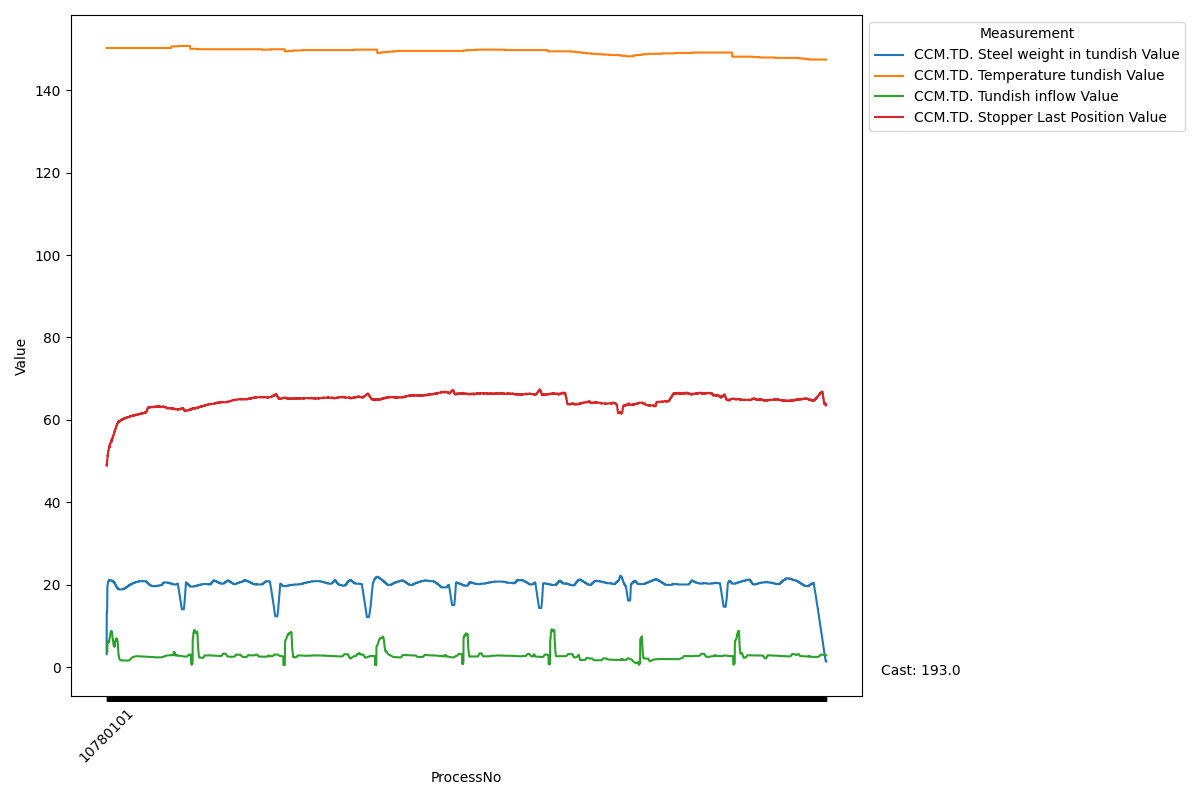 Measurement
CCM.TD. Steel weight in tundish Value
CCM.TD. Temperature tundish Value
CCM.TD. Tundish inflow Value
CCM.TD. Stopper Last Position Value
Value
140
120
100
80
60
40
20
0
Cast: 193.0
10780101
ProcessNo